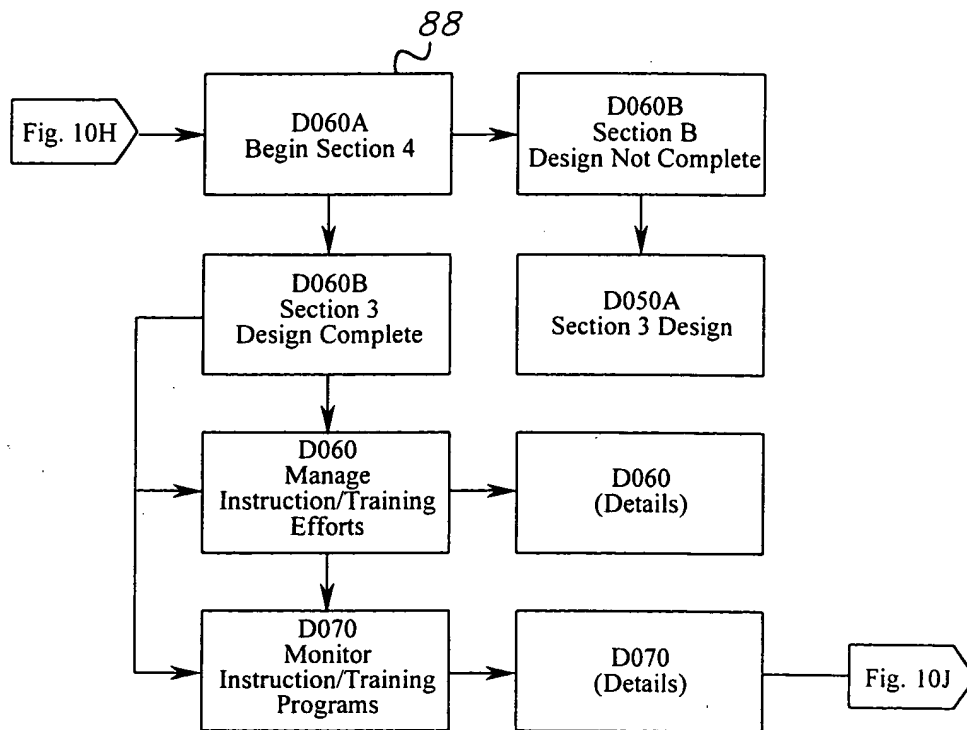 88
Fig. 10H
D060A
Begin Section 4
D060B
Section B
Design Not Complete
D060B
Section 3
Design Complete
D050A
Section 3 Design
D060
Manage
Instruction/Training
Efforts
D060
(Details)
D070
Monitor
Instruction/Training
Programs
D070
(Details)
Fig. 10J